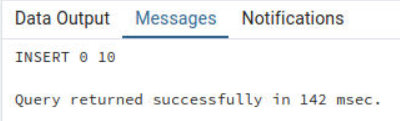 Data Output Messages Notifications
INSERT 0 10
Query returned successfully in 142 msec.